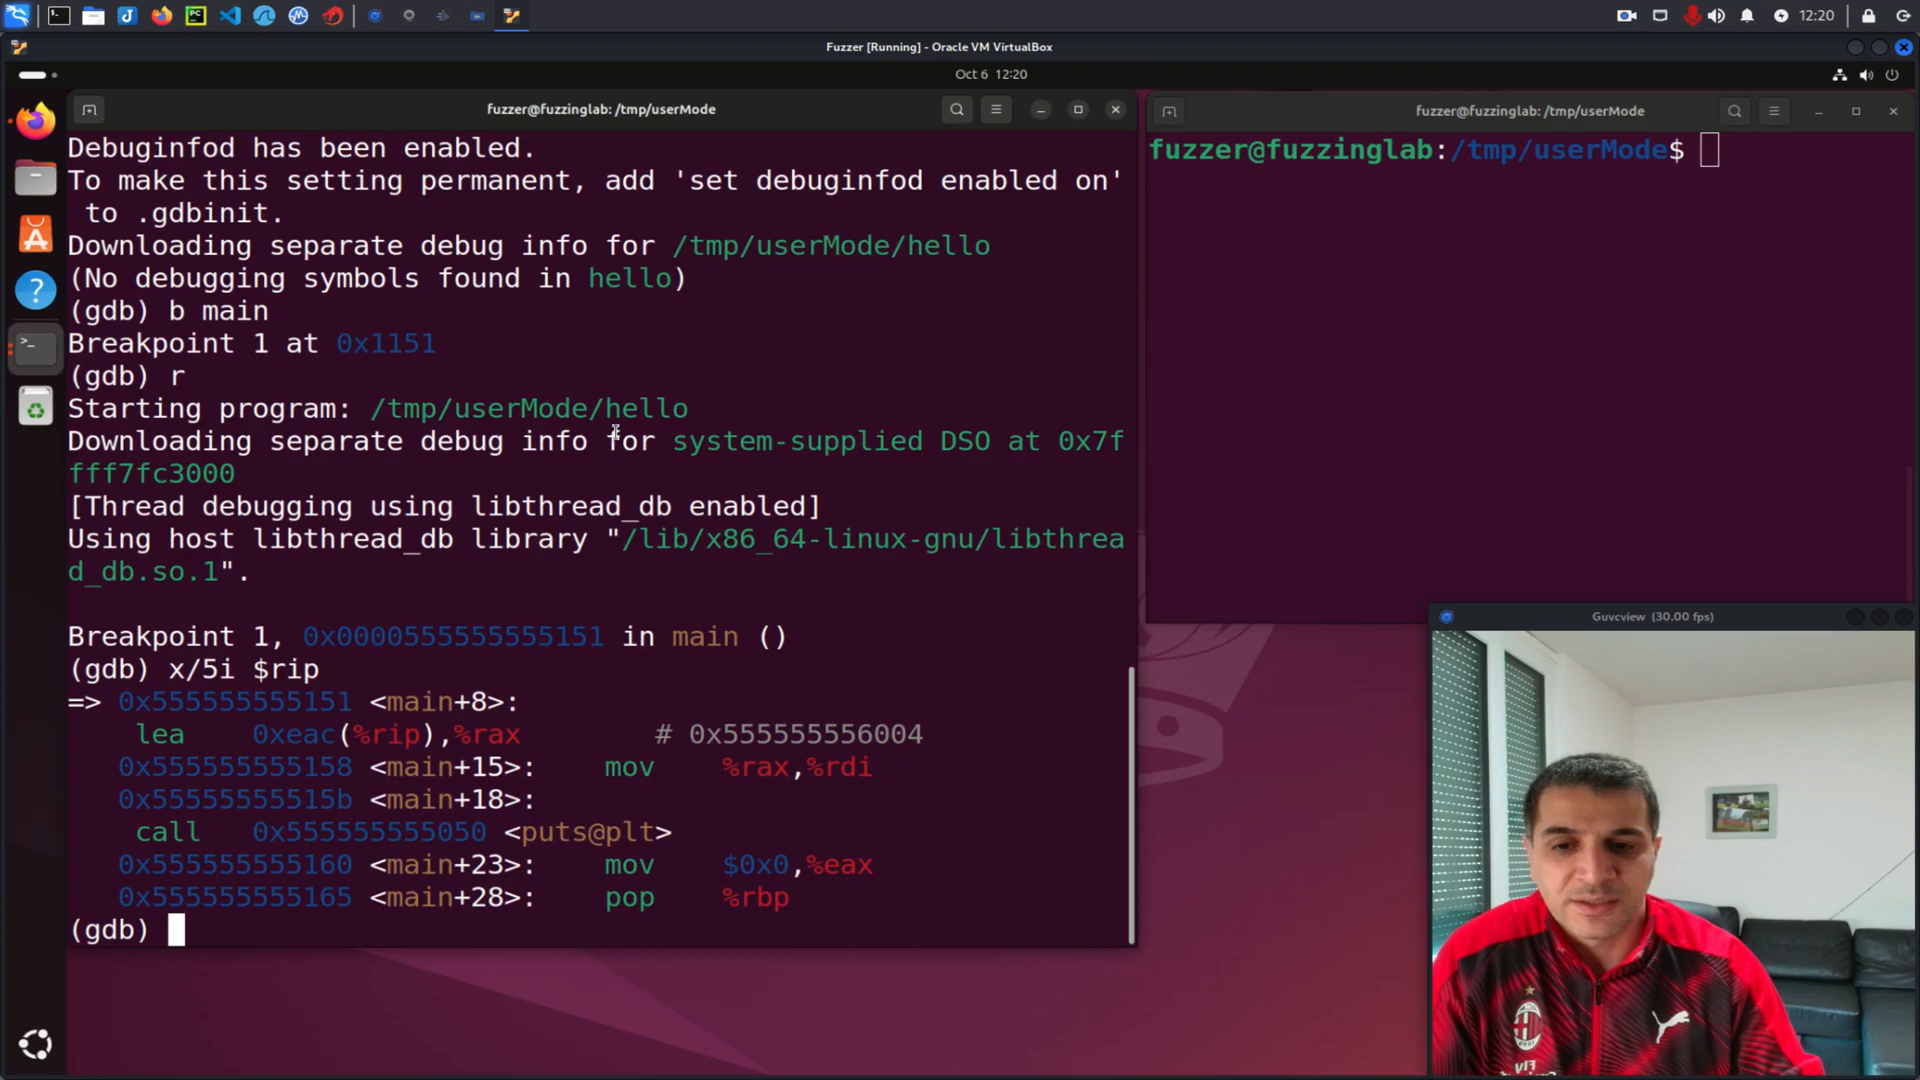 12:20
Fuzzer [Running] - Oracle VM VirtualBox
Oct 6 12:20
fuzzer@fuzzinglab: /tmp/userMode
Debuginfod has been enabled.
To make this setting permanent, add 'set debuginfod enabled on'
to .gdbinit.
Downloading separate debug info for /tmp/userMode/hello
(No debugging symbols found in hello)
(gdb) b main
Breakpoint 1 at 0x1151
(gdb) r
Starting program: /tmp/userMode/hello
Downloading separate debug info for system-supplied DSO at 0x7f
fff7fc3000
[Thread debugging using libthread_db enabled]
Using host libthread_db library "/lib/x86_64-linux-gnu/libthrea
d_db.so.1".
Breakpoint 1, 0x0000555555555151 in main ()
(gdb) x/5i $rip
=> 0x555555555151 <main+8>:
lea 0xeac(%rip),%rax # 0x555555556004
0x555555555158 <main+15>: mov %rax,%rdi
0x55555555515b <main+18>:
call 0x555555555050 <puts@plt>
0x555555555160 <main+23>: mov $0x0,%eax
0x555555555165 <main+28>: pop %rbp
(gdb)
fuzzer@fuzzinglab: /tmp/userMode
fuzzer@fuzzinglab:/tmp/userMode$
Guvcview (30.00 fps)